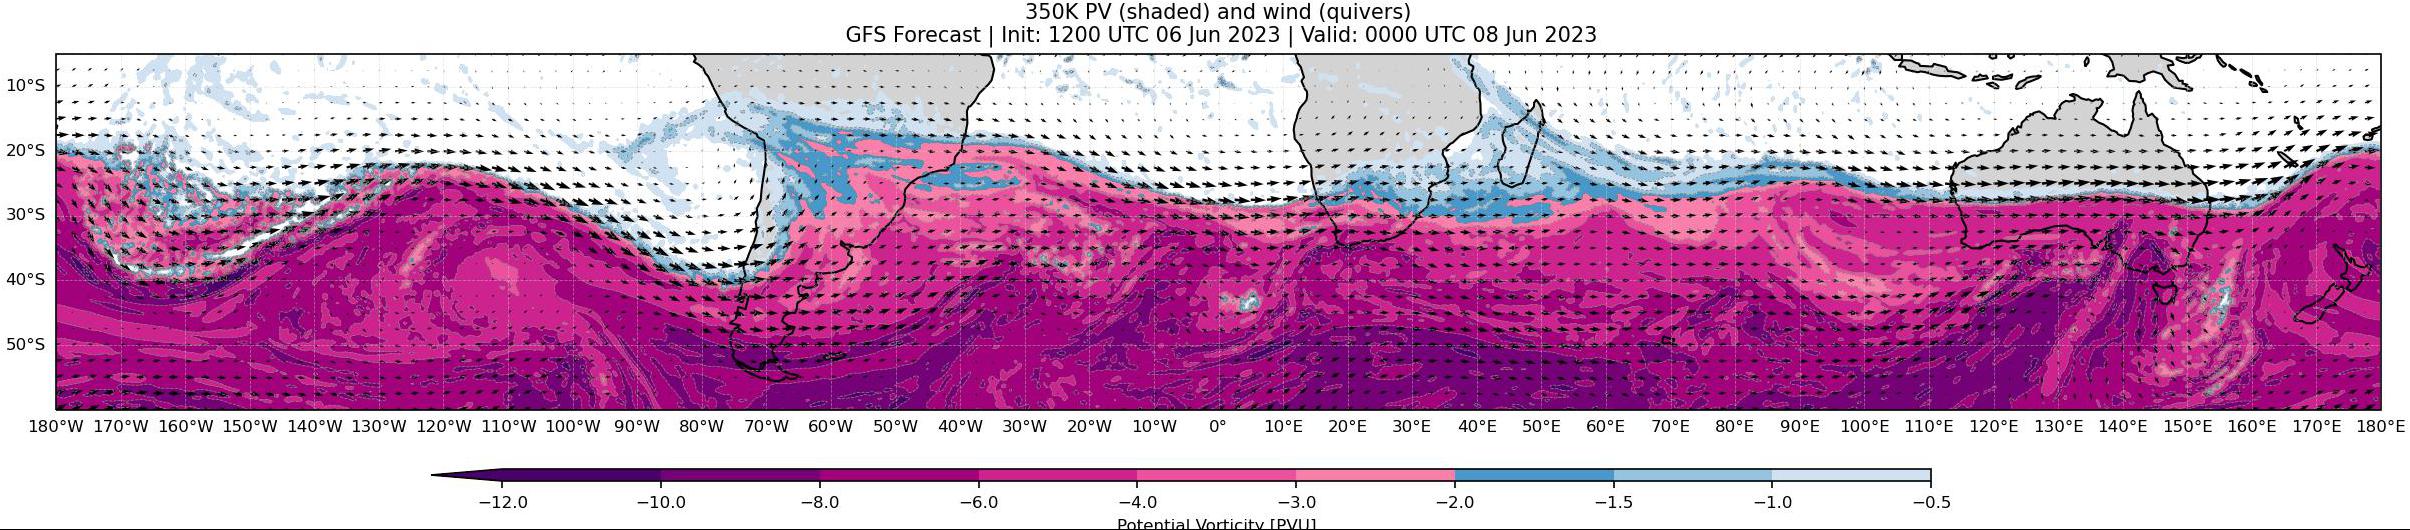 350K PV (shaded) and wind (quivers)
GFS Forecast | Init: 1200 UTC 06 Jun 2023 | Valid: 0000 UTC 08 Jun 2023
10°S
20°S
30°S
40°S
50°S
180°W 170°W 160°W 150°W 140°W 130°W 120°W 110°W 100°W 90°W 80°W 70°W 60°W 50°W 40°W 30°W 20°W 10°W 0° 10°E 20°E 30°E 40°E 50°E 60°E 70°E 80°E 90°E 100°E 110°E 120°E 130°E 140°E 150°E 160°E 170°E 180°E
−12.0 −10.0 −8.0 −6.0 −4.0 −3.0 −2.0 −1.5 −1.0 −0.5
Potential Vorticity [PVU]